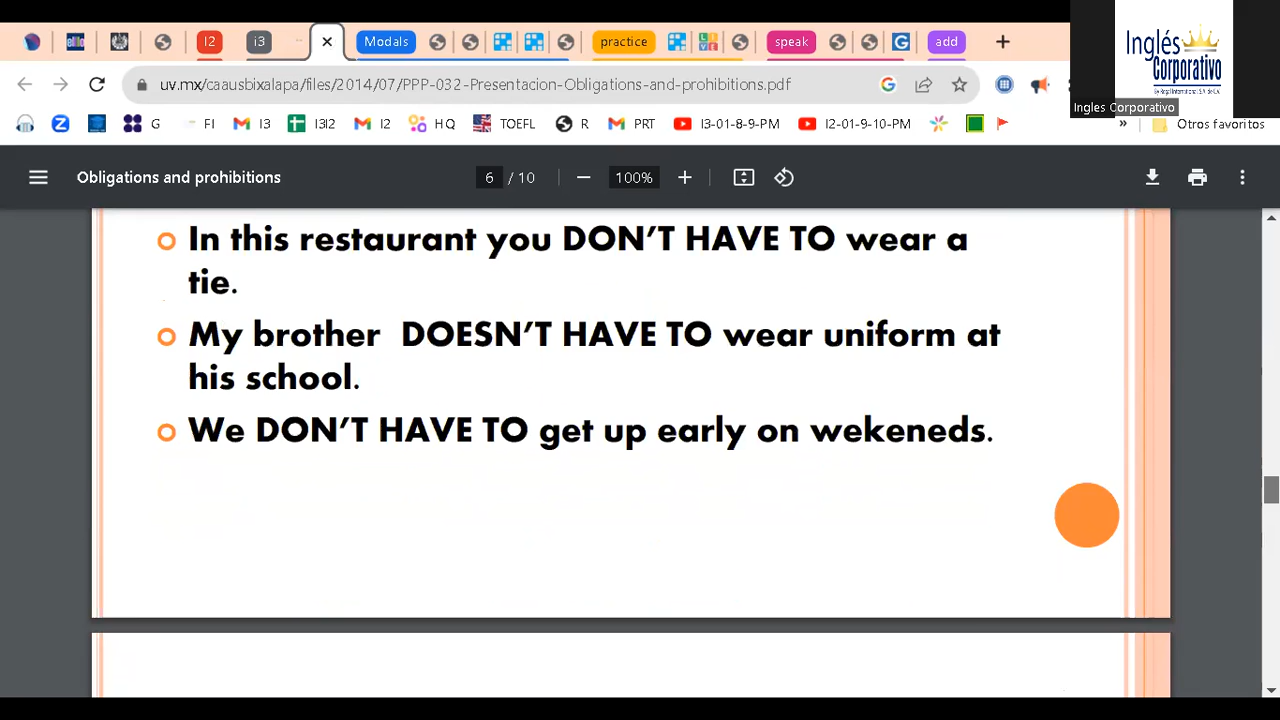 I2
i3
Modals
practice
speak
add
Inglés
Corporativo
Ingles Corporativo
uv.mx/caausbixalapa/files/2014/07/PPP-032-Presentacion-Obligations-and-prohibitions.pdf
G
FI
I3
I3I2
I2
HQ
TOEFL
R
PRT
I3-01-8-9-PM
I2-01-9-10-PM
»
Otros favoritos
Obligations and prohibitions
6 / 10
100%
In this restaurant you DON'T HAVE TO wear a
tie.
My brother DOESN'T HAVE TO wear uniform at
his school.
We DON'T HAVE TO get up early on wekeneds.